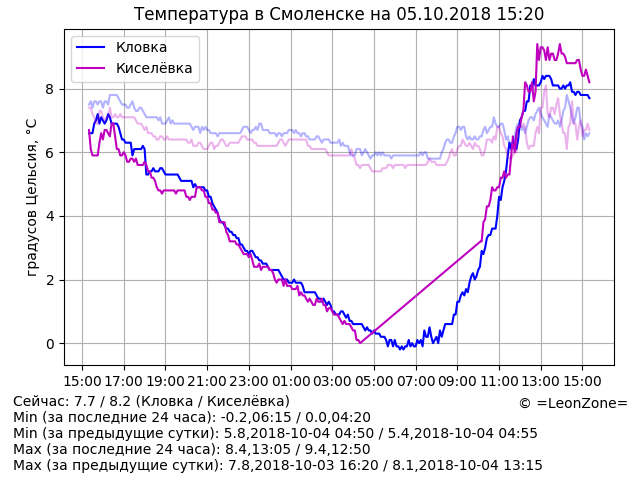 Температура в Смоленске на 05.10.2018 15:20
Кловка
Киселёвка
градусов Цельсия, °C
8
6
4
2
0
15:00 17:00 19:00 21:00 23:00 01:00 03:00 05:00 07:00 09:00 11:00 13:00 15:00
Сейчас: 7.7 / 8.2 (Кловка / Киселёвка)
© =LeonZone=
Min (за последние 24 часа): -0.2,06:15 / 0.0,04:20
Min (за предыдущие сутки): 5.8,2018-10-04 04:50 / 5.4,2018-10-04 04:55
Max (за последние 24 часа): 8.4,13:05 / 9.4,12:50
Max (за предыдущие сутки): 7.8,2018-10-03 16:20 / 8.1,2018-10-04 13:15